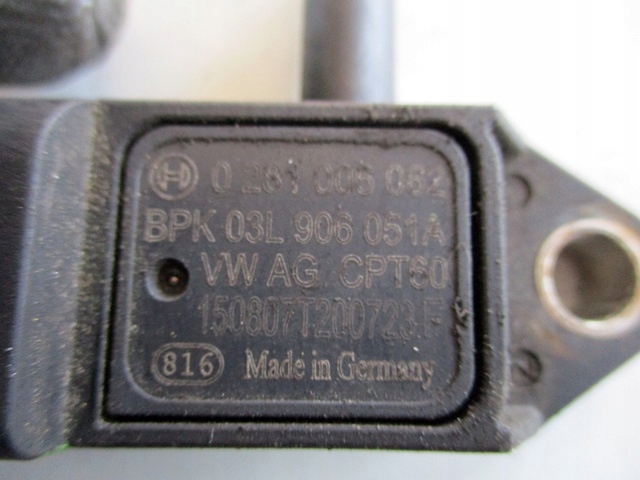 0 281 006 082
BPK 03L 906 051A
VW AG CPT60
150807T200723 F
816 Made in Germany